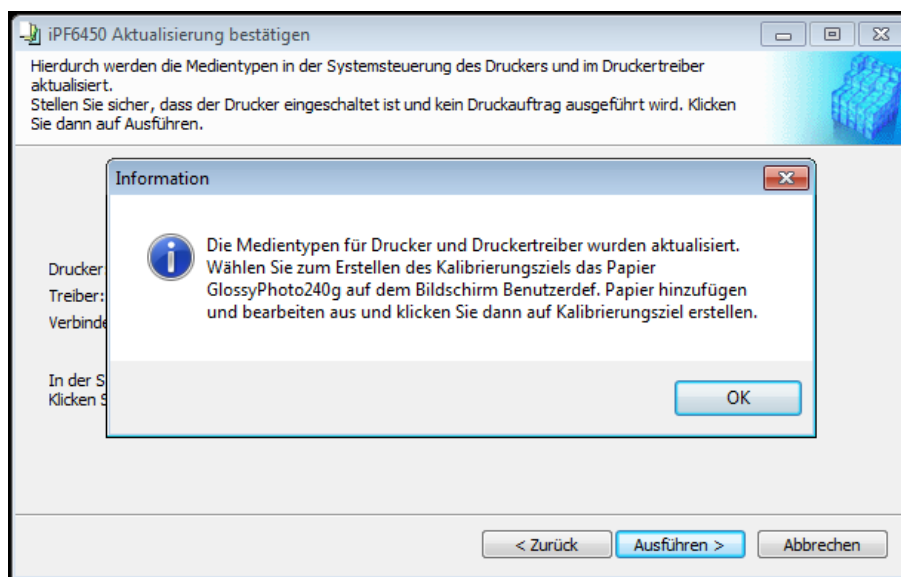 iPF6450 Aktualisierung bestätigen
Hierdurch werden die Medientypen in der Systemsteuerung des Druckers und im Druckertreiber
aktualisiert.
Stellen Sie sicher, dass der Drucker eingeschaltet ist und kein Druckauftrag ausgeführt wird. Klicken
Sie dann auf Ausführen.
Information
Die Medientypen für Drucker und Druckertreiber wurden aktualisiert.
Wählen Sie zum Erstellen des Kalibrierungsziels das Papier
GlossyPhoto240g auf dem Bildschirm Benutzerdef. Papier hinzufügen
und bearbeiten aus und klicken Sie dann auf Kalibrierungsziel erstellen.
OK
Drucker
Treiber:
Verbinde
In der S
Klicken S
< Zurück
Ausführen >
Abbrechen